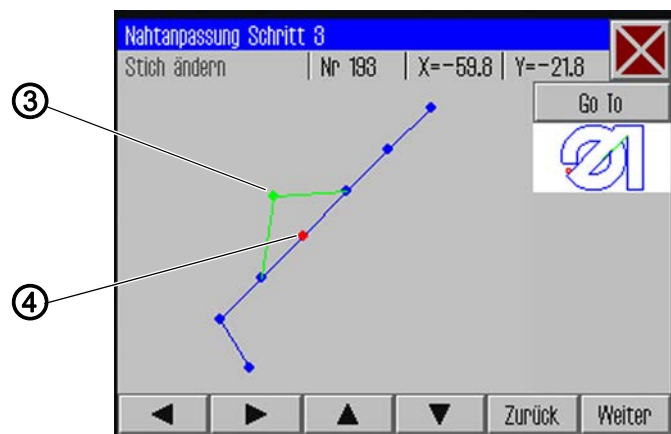 Nahtanpassung Schritt 3
Stich ändern Nr 193 X=-59.8 Y=-21.8
Go To
③
④
Zurück Weiter